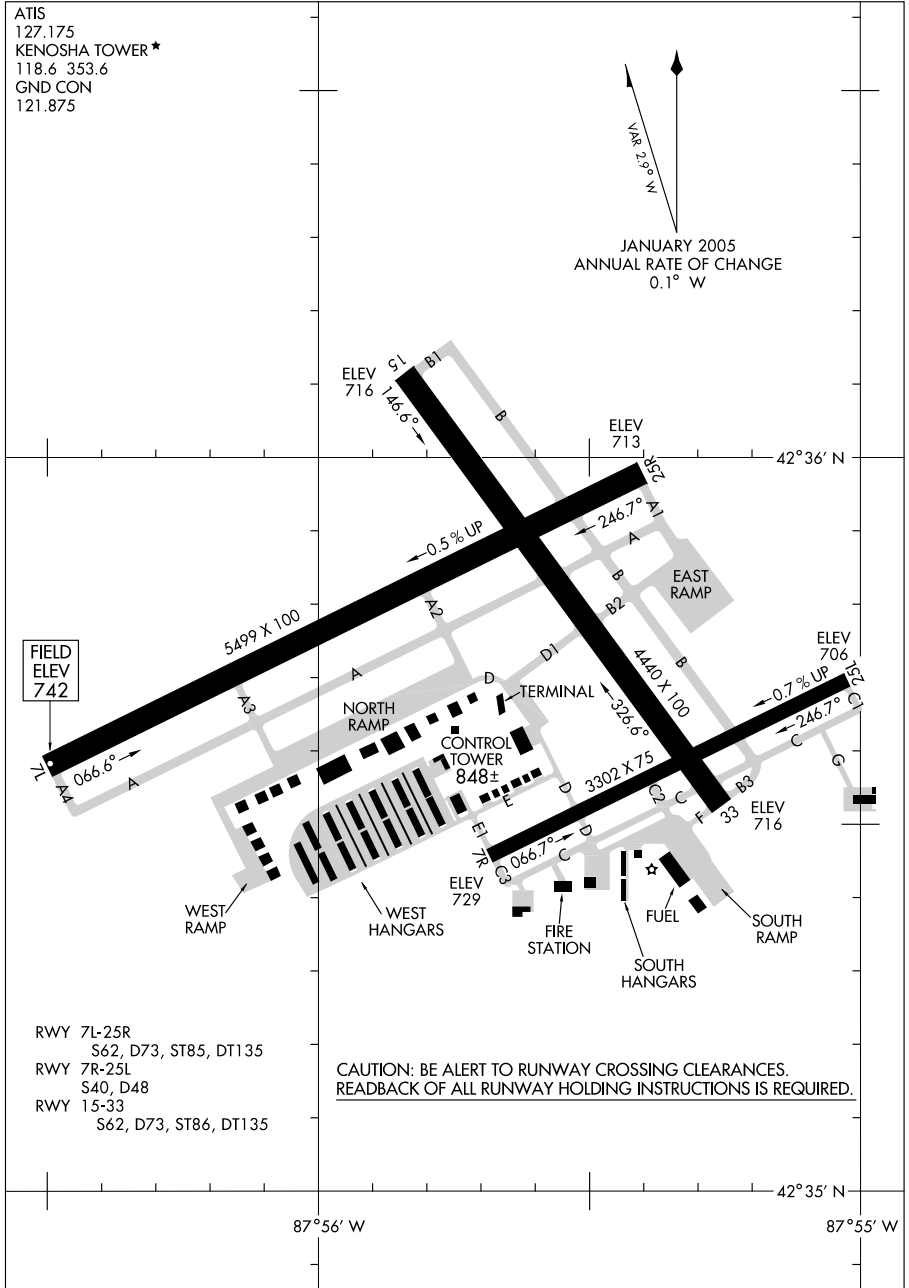 ATIS
127.175
KENOSHA TOWER★
118.6 353.6
GND CON
121.875
VAR 2.9° W
JANUARY 2005
ANNUAL RATE OF CHANGE
0.1° W
ELEV
716
15
B1
146.6°
B
ELEV
713
25R
42°36' N
A1
246.7°
A
0.5% UP
B
EAST
RAMP
A2
B2
5499 X 100
FIELD
ELEV
742
D1
4440 X 100
B
ELEV
706
25L
A
D
TERMINAL
0.7% UP
C1
A3
NORTH
RAMP
326.6°
246.7°
7L
066.6°
A
A4
CONTROL
TOWER
848±
C
G
3302 X 75
D
C2
C
B3
E
F
33
ELEV
716
E1
7R
066.7°
D
C
C3
ELEV
729
WEST
RAMP
WEST
HANGARS
FIRE
STATION
FUEL
SOUTH
RAMP
SOUTH
HANGARS
RWY 7L-25R
S62, D73, ST85, DT135
RWY 7R-25L
S40, D48
RWY 15-33
S62, D73, ST86, DT135
CAUTION: BE ALERT TO RUNWAY CROSSING CLEARANCES.
READBACK OF ALL RUNWAY HOLDING INSTRUCTIONS IS REQUIRED.
42°35' N
87°56' W
87°55' W